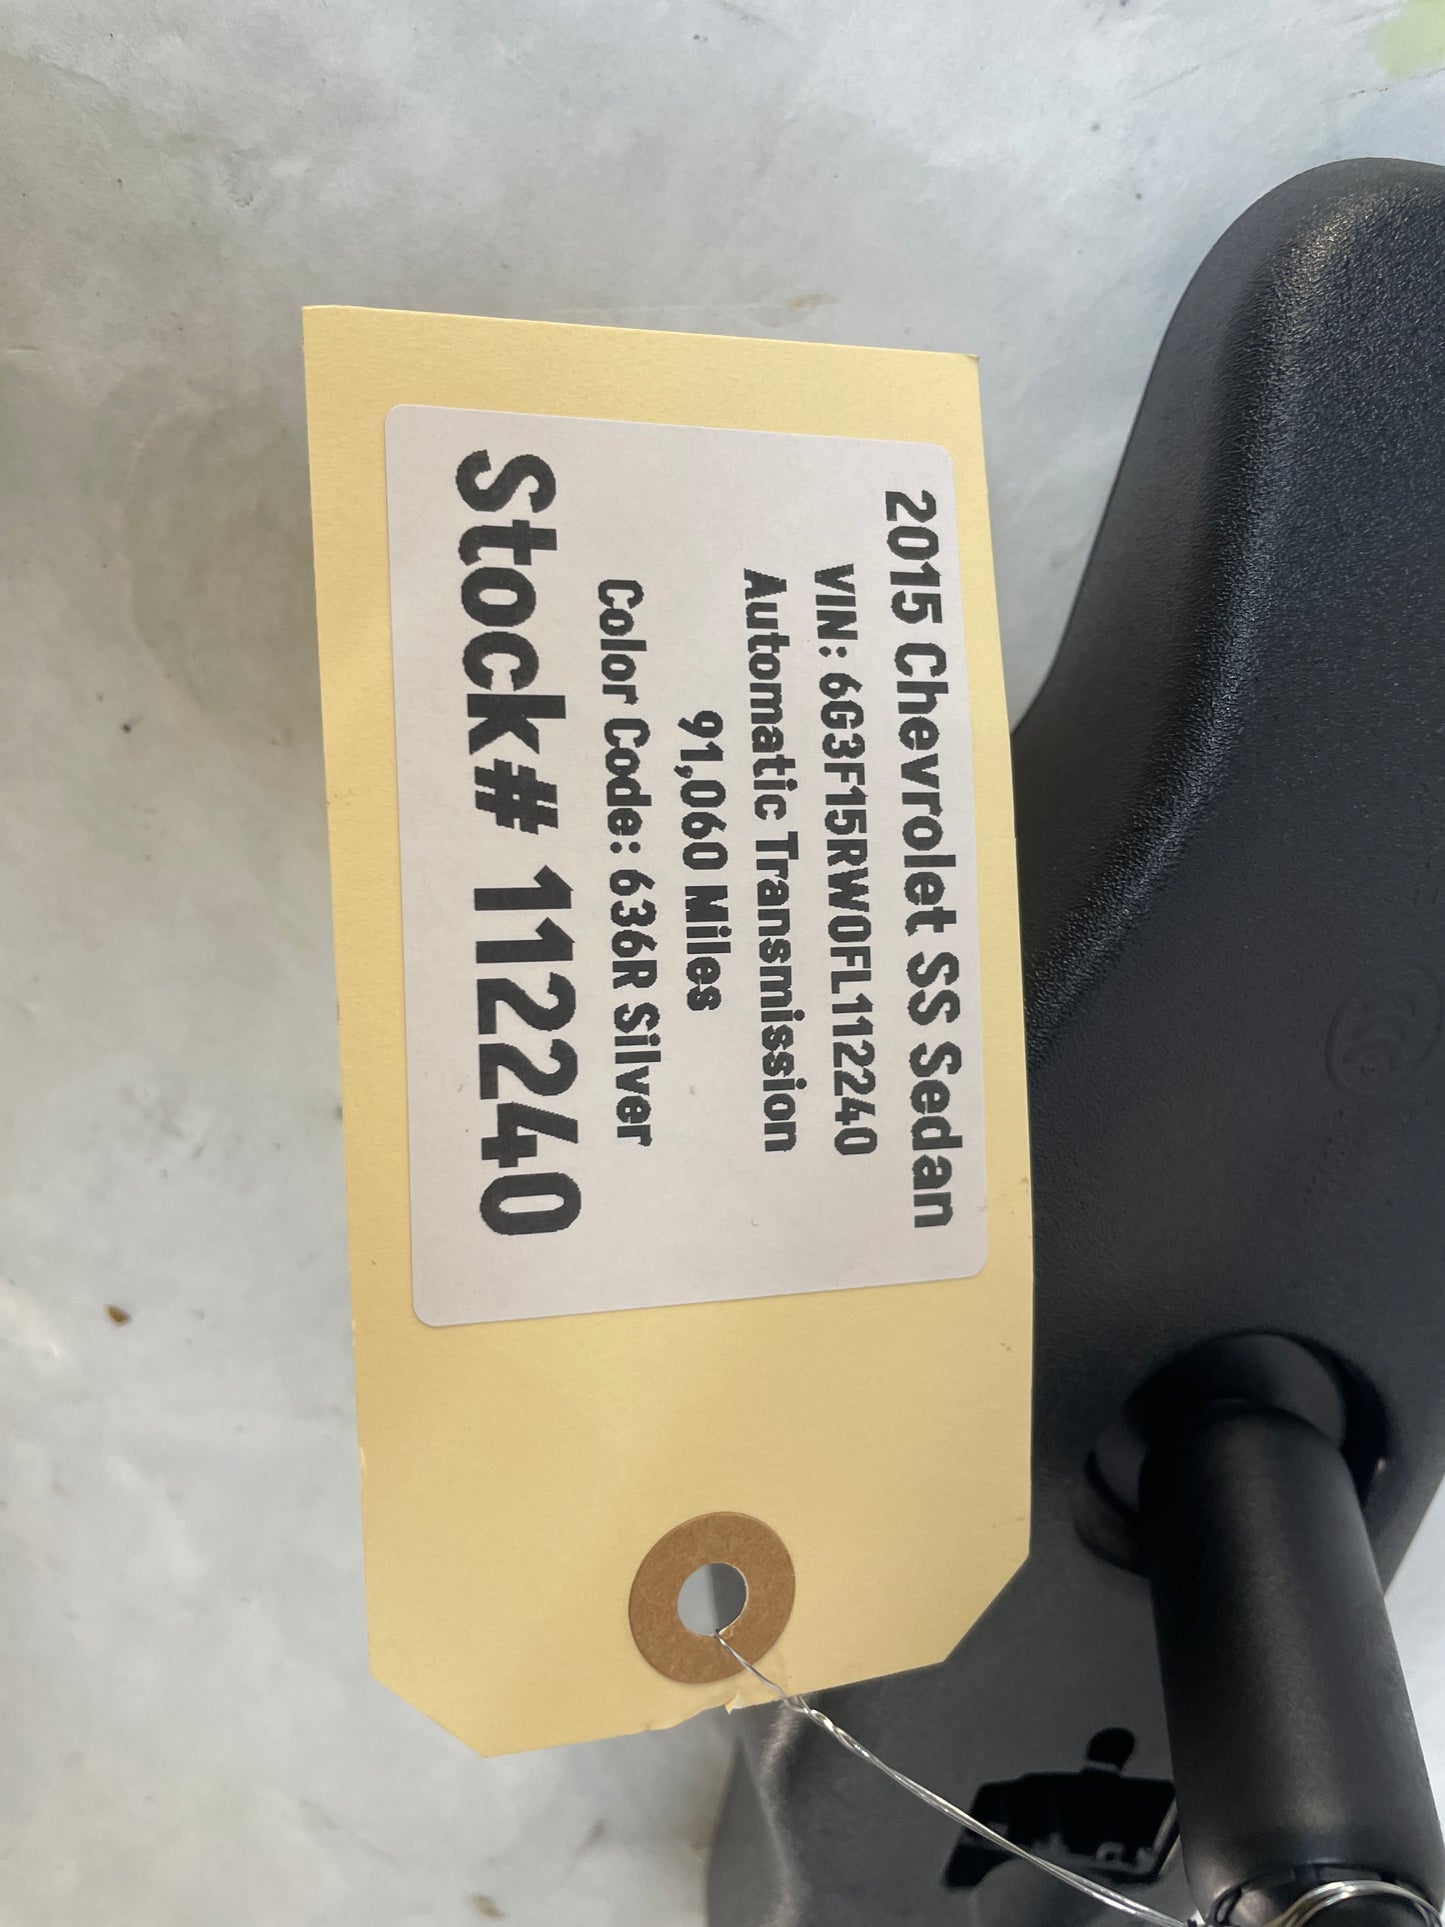 2015 Chevrolet SS Sedan
VIN: 6G3F15RW0FL112240
Automatic Transmission
91,060 Miles
Color Code: 636R Silver
Stock# 112240